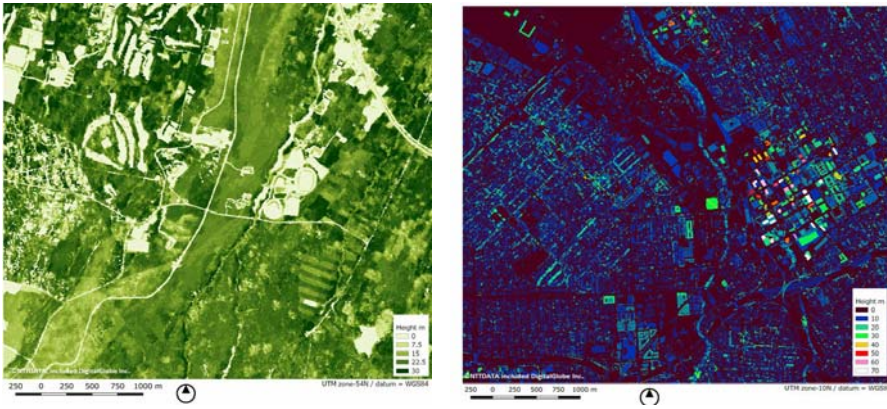 Height m
0
7.5
15
22.5
30
©NTTDATA included DigitalGlobe Inc.
UTM zone-54N / datum = WGS84
250 0 250 500 750 1000 m
Height m
0
10
20
30
40
50
60
70
©NTTDATA included DigitalGlobe Inc.
UTM zone-10N / datum = WGS84
250 0 250 500 750 1000 m